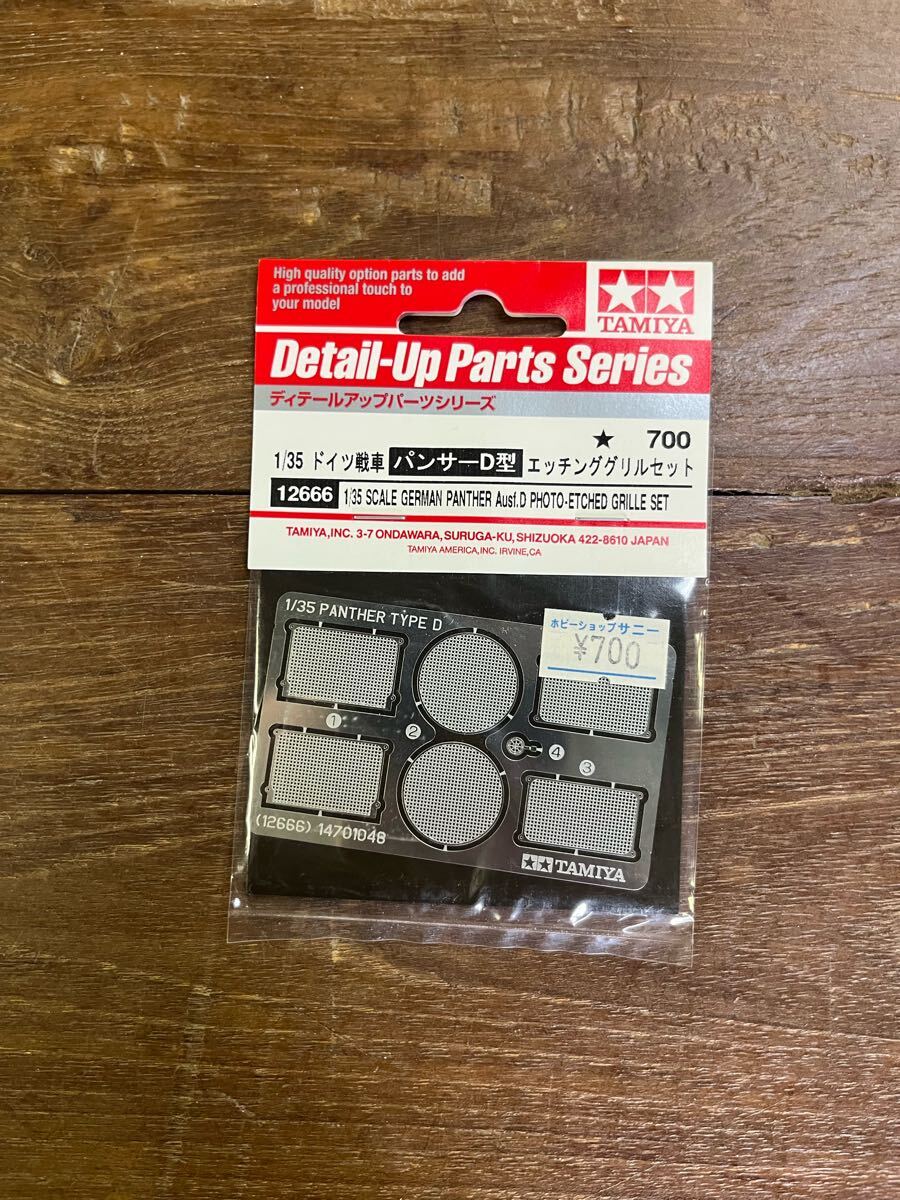 High quality option parts to add
a professional touch to
your model
TAMIYA
Detail-Up Parts Series
ディテールアップパーツシリーズ
★ 700
1/35 ドイツ戦車 パンサーD型 エッチンググリルセット
12666 1/35 SCALE GERMAN PANTHER Ausf.D PHOTO-ETCHED GRILLE SET
TAMIYA,INC. 3-7 ONDAWARA, SURUGA-KU, SHIZUOKA 422-8610 JAPAN
TAMIYA AMERICA,INC. IRVINE,CA
1/35 PANTHER TYPE D
ホビーショップサニー
¥700
1
2
4
3
(12666) 14701048
TAMIYA